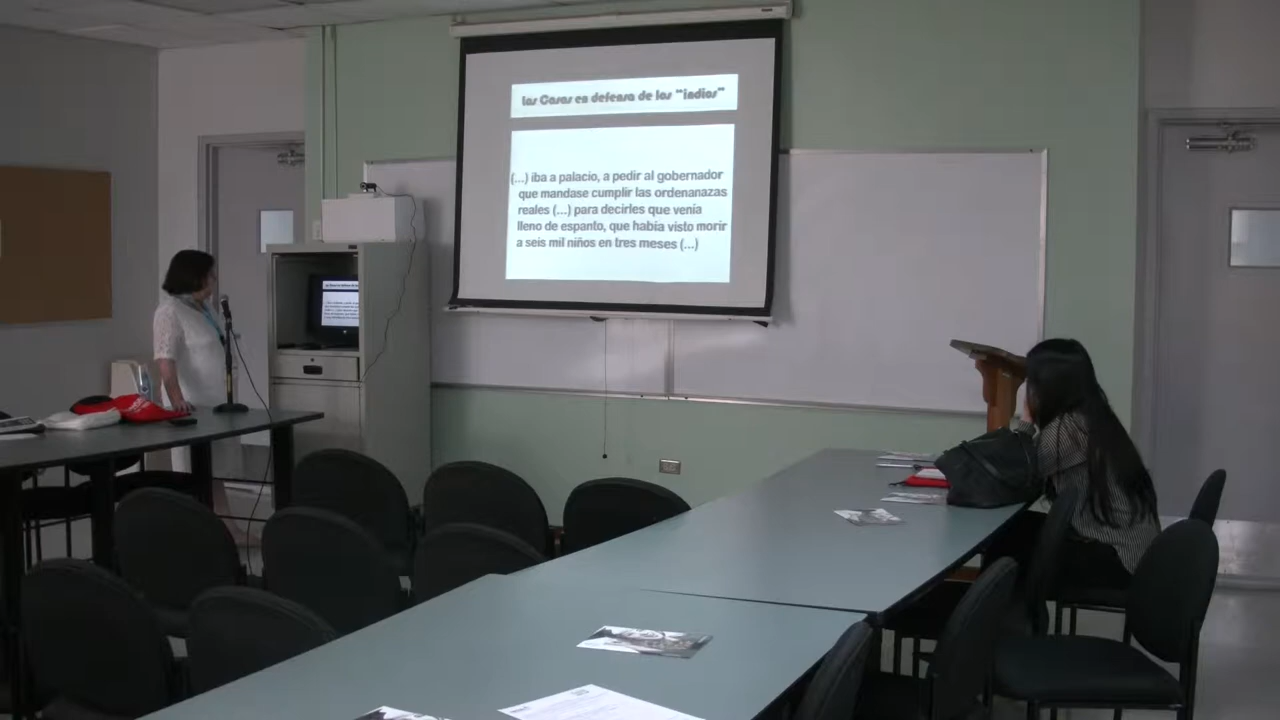 Las Casas en defensa de los "indios"
(...) iba a palacio, a pedir al gobernador
que mandase cumplir las ordenanazas
reales (...) para decirles que venía
lleno de espanto, que había visto morir
a seis mil niños en tres meses (...)